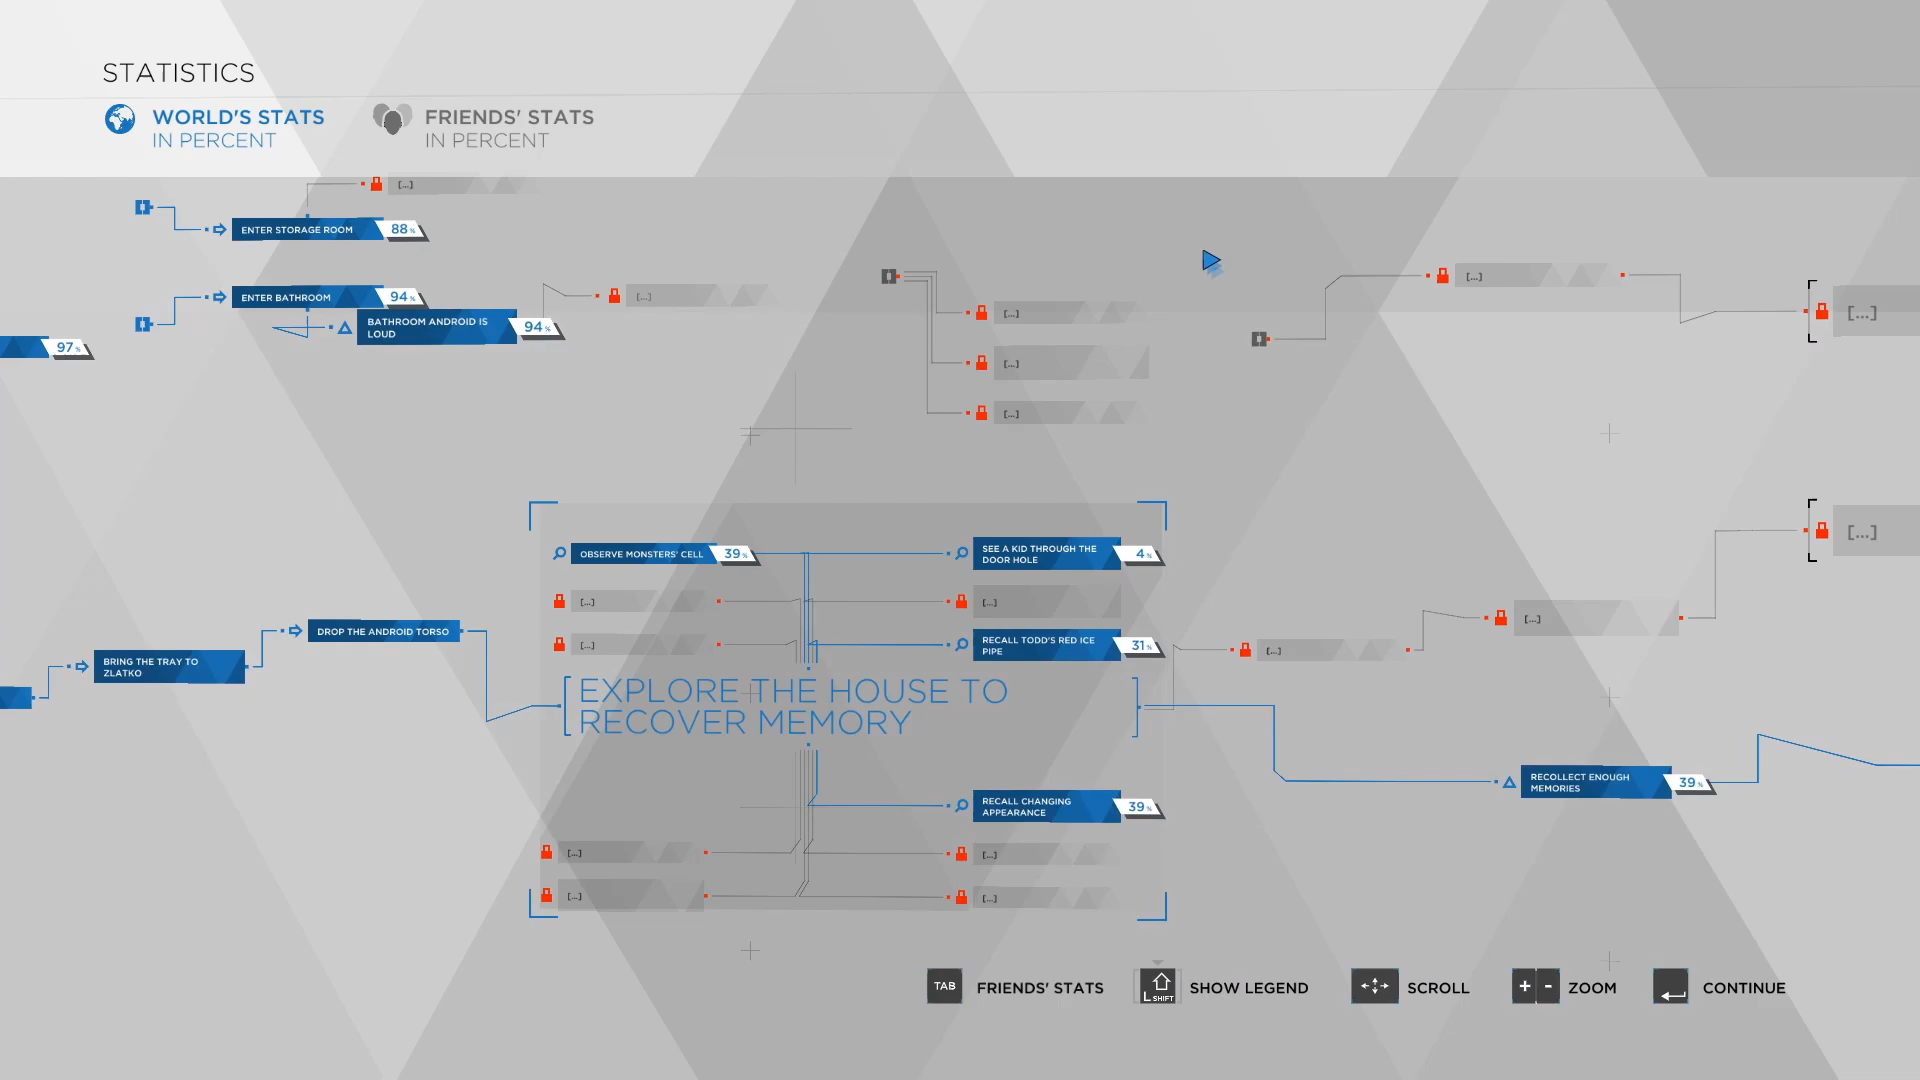 STATISTICS
WORLD'S STATS
IN PERCENT
FRIENDS' STATS
IN PERCENT
[...]
ENTER STORAGE ROOM 88%
ENTER BATHROOM 94%
[...]
BATHROOM ANDROID IS
LOUD
94%
97%
[...]
[...]
[...]
[...]
[...]
OBSERVE MONSTERS' CELL 39%
SEE A KID THROUGH THE
DOOR HOLE
4%
[...]
[...]
[...]
[...]
RECALL TODD'S RED ICE
PIPE
31%
[...]
[...]
DROP THE ANDROID TORSO
BRING THE TRAY TO
ZLATKO
EXPLORE THE HOUSE TO
RECOVER MEMORY
RECOLLECT ENOUGH
MEMORIES
39%
RECALL CHANGING
APPEARANCE
39%
[...]
[...]
[...]
[...]
TAB FRIENDS' STATS
L SHIFT SHOW LEGEND
SCROLL
+ - ZOOM
CONTINUE